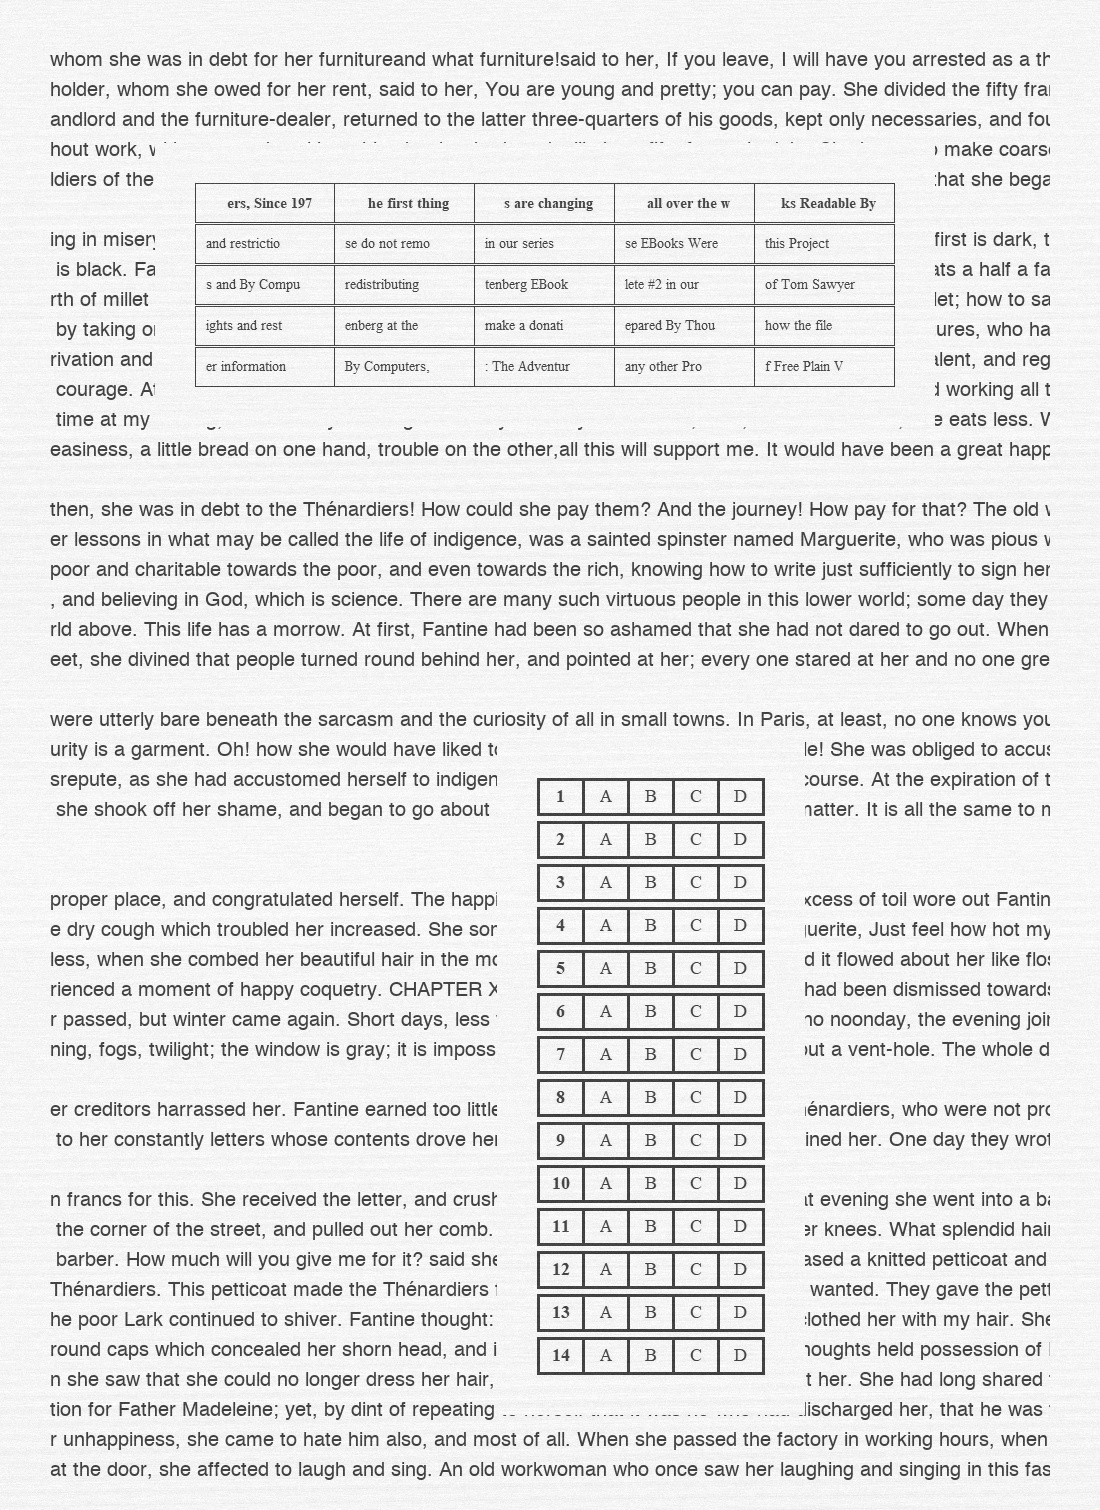 whom she was in debt for her furnitureand what furniture!said to her, If you leave, I will have you arrested as a th
holder, whom she owed for her rent, said to her, You are young and pretty; you can pay. She divided the fifty fra
andlord and the furniture-dealer, returned to the latter three-quarters of his goods, kept only necessaries, and fou
hout work, make coarse
ldiers of the that she bega
ers, Since 197 he first thing s are changing all over the w ks Readable By
and restrictio se do not remo in our series se EBooks Were this Project
s and By Compu redistributing tenberg EBook lete #2 in our of Tom Sawyer
ights and rest enberg at the make a donati epared By Thou how the file
er information By Computers, : The Adventur any other Pro f Free Plain V
ing in misery first is dark, t
is black. Fa ats a half a fa
rth of millet let; how to sa
by taking or ures, who ha
rivation and alent, and reg
courage. At working all t
time at my e eats less. W
easiness, a little bread on one hand, trouble on the other,all this will support me. It would have been a great happ
then, she was in debt to the Thénardiers! How could she pay them? And the journey! How pay for that? The old w
er lessons in what may be called the life of indigence, was a sainted spinster named Marguerite, who was pious w
poor and charitable towards the poor, and even towards the rich, knowing how to write just sufficiently to sign her
, and believing in God, which is science. There are many such virtuous people in this lower world; some day they
rld above. This life has a morrow. At first, Fantine had been so ashamed that she had not dared to go out. When
eet, she divined that people turned round behind her, and pointed at her; every one stared at her and no one gre
were utterly bare beneath the sarcasm and the curiosity of all in small towns. In Paris, at least, no one knows you
urity is a garment. Oh! how she would have liked to le! She was obliged to accus
srepute, as she had accustomed herself to indigen course. At the expiration of t
she shook off her shame, and began to go about matter. It is all the same to m
proper place, and congratulated herself. The happi xcess of toil wore out Fantin
e dry cough which troubled her increased. She som uerite, Just feel how hot my
less, when she combed her beautiful hair in the mo d it flowed about her like flos
rienced a moment of happy coquetry. CHAPTER X had been dismissed towards
r passed, but winter came again. Short days, less no noonday, the evening join
ning, fogs, twilight; the window is gray; it is imposs but a vent-hole. The whole d
er creditors harrassed her. Fantine earned too little énardiers, who were not pro
to her constantly letters whose contents drove her ined her. One day they wrot
n francs for this. She received the letter, and crush at evening she went into a ba
the corner of the street, and pulled out her comb. er knees. What splendid hair
barber. How much will you give me for it? said she ased a knitted petticoat and
Thénardiers. This petticoat made the Thénardiers wanted. They gave the pett
he poor Lark continued to shiver. Fantine thought: clothed her with my hair. She
round caps which concealed her shorn head, and i houghts held possession of
n she saw that she could no longer dress her hair, t her. She had long shared
tion for Father Madeleine; yet, by dint of repeating discharged her, that he was
r unhappiness, she came to hate him also, and most of all. When she passed the factory in working hours, when
at the door, she affected to laugh and sing. An old workwoman who once saw her laughing and singing in this fas
1 A B C D
2 A B C D
3 A B C D
4 A B C D
5 A B C D
6 A B C D
7 A B C D
8 A B C D
9 A B C D
10 A B C D
11 A B C D
12 A B C D
13 A B C D
14 A B C D